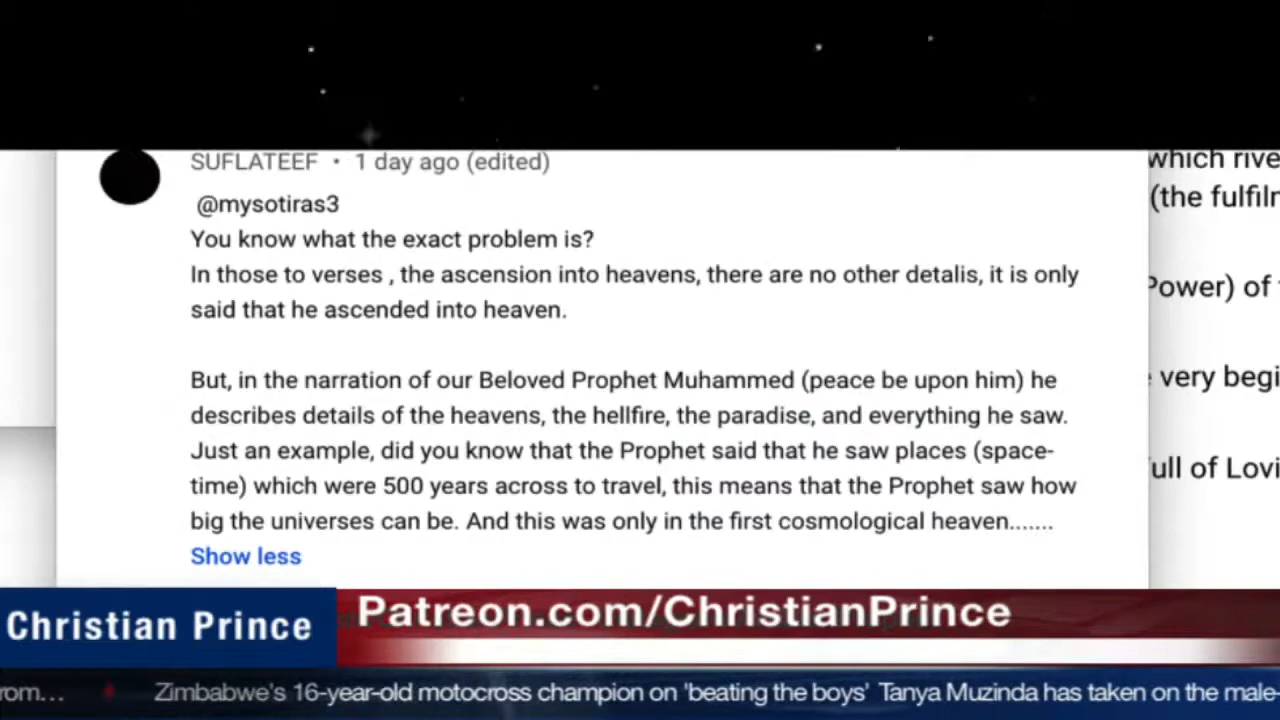 SUFLATEEF • 1 day ago (edited)
@mysotiras3
You know what the exact problem is?
In those to verses , the ascension into heavens, there are no other detalis, it is only
said that he ascended into heaven.
But, in the narration of our Beloved Prophet Muhammed (peace be upon him) he
describes details of the heavens, the hellfire, the paradise, and everything he saw.
Just an example, did you know that the Prophet said that he saw places (space-
time) which were 500 years across to travel, this means that the Prophet saw how
big the universes can be. And this was only in the first cosmological heaven.......
Show less
which rive
(the fulfiln
Power) of
very begi
ull of Lovi
Christian Prince
Patreon.com/ChristianPrince
rom... Zimbabwe's 16-year-old motocross champion on 'beating the boys' Tanya Muzinda has taken on the male-